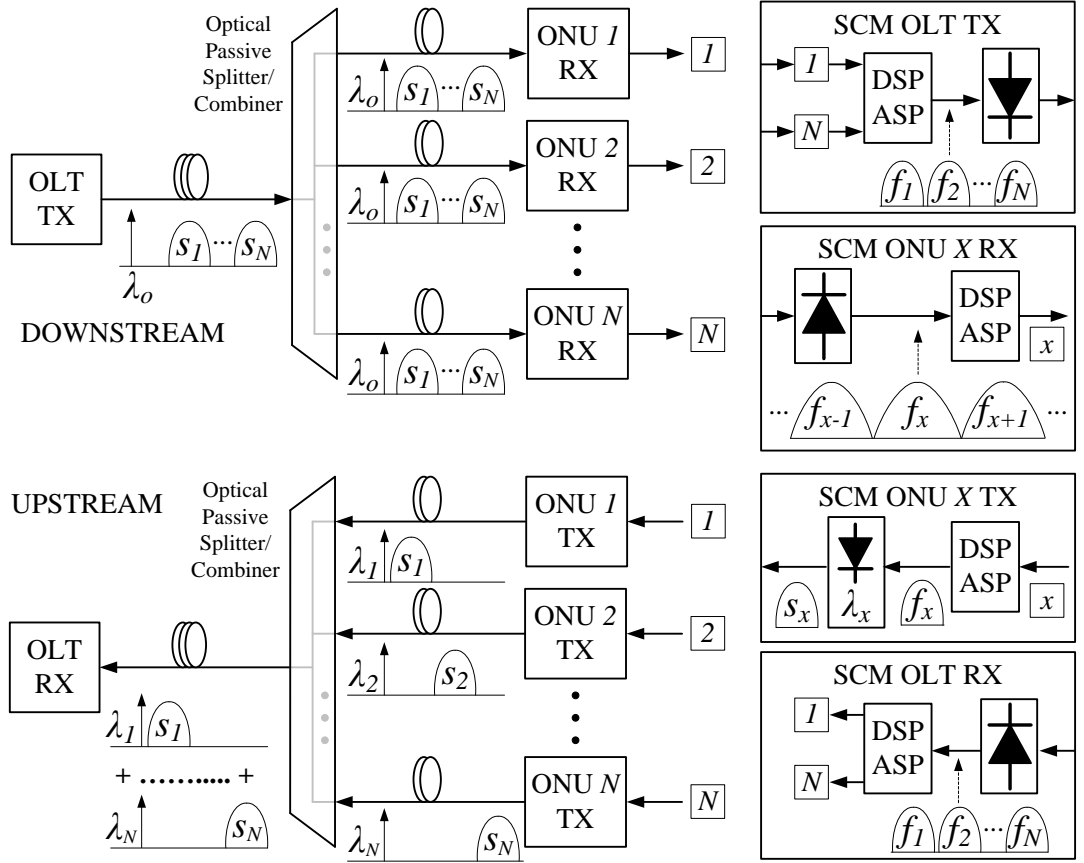 Optical
Passive
Splitter/
Combiner
OLT
TX
λo
s1 ... sN
DOWNSTREAM
λo s1 ... sN
ONU 1
RX
1
λo s1 ... sN
ONU 2
RX
2
λo s1 ... sN
ONU N
RX
N
SCM OLT TX
1
N
DSP
ASP
f1 f2 ... fN
SCM ONU X RX
DSP
ASP
x
... fx-1 fx fx+1 ...
UPSTREAM
Optical
Passive
Splitter/
Combiner
OLT
RX
λ1 s1
+ ........... +
λN sN
λ1 s1
ONU 1
TX
1
λ2 s2
ONU 2
TX
2
λN sN
ONU N
TX
N
SCM ONU X TX
DSP
ASP
sx λx fx x
SCM OLT RX
1
N
DSP
ASP
f1 f2 ... fN